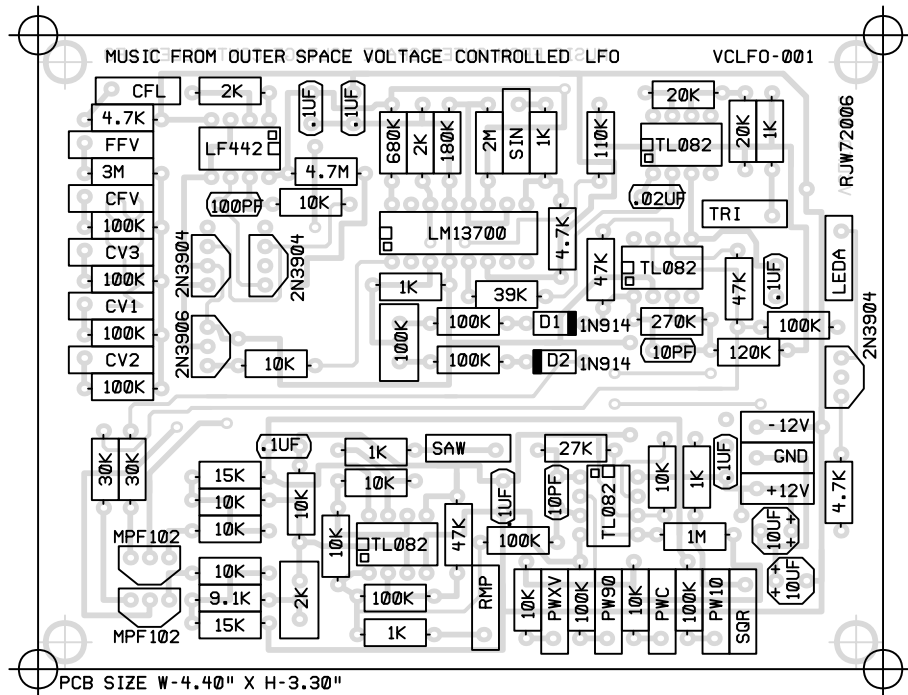 MUSIC FROM OUTER SPACE VOLTAGE CONTROLLED LFO VCLFO-001
CFL
2K
.1UF
.1UF
20K
4.7K
FFV
3M
CFV
100K
CV3
100K
CV1
100K
CV2
100K
LF442
4.7M
100PF
10K
2N3904
2N3904
2N3906
10K
680K
2K
180K
2M
SIN
1K
110K
TL082
20K
1K
RJW72006
.02UF
TRI
LM13700
4.7K
47K
TL082
47K
.1UF
LEDA
1K
39K
100K
100K
D1
1N914
270K
100K
100K
D2
1N914
10PF
120K
2N3904
30K
30K
.1UF
1K
SAW
27K
-12V
GND
+12V
15K
10K
10K
10K
10K
1UF
10PF
TL082
10K
1K
.1UF
4.7K
MPF102
10K
TL082
47K
100K
1M
10UF
+
+
10K
9.1K
15K
2K
100K
1K
RMP
10K
PWXV
100K
PW90
10K
PWC
100K
PW10
SQR
+
10UF
MPF102
PCB SIZE W-4.40" X H-3.30"